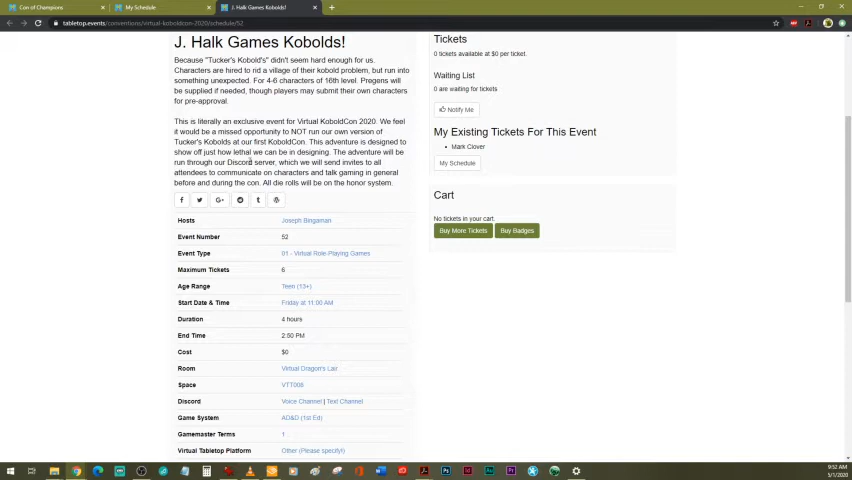 Con of Champions
My Schedule
J. Halk Games Kobolds!
tabletop.events/conventions/virtual-koboldcon-2020/schedule/52
J. Halk Games Kobolds!
Because "Tucker's Kobold's" didn't seem hard enough for us.
Characters are hired to rid a village of their kobold problem, but run into
something unexpected. For 4-6 characters of 16th level. Pregens will
be supplied if needed, though players may submit their own characters
for pre-approval.
This is literally an exclusive event for Virtual KoboldCon 2020. We feel
it would be a missed opportunity to NOT run our own version of
Tucker's Kobolds at our first KoboldCon. This adventure is designed to
show off just how lethal we can be in designing. The adventure will be
run through our Discord server, which we will send invites to all
attendees to communicate on characters and talk gaming in general
before and during the con. All die rolls will be on the honor system.
Hosts Joseph Bingaman
Event Number 52
Event Type 01 - Virtual Role-Playing Games
Maximum Tickets 6
Age Range Teen (13+)
Start Date & Time Friday at 11:00 AM
Duration 4 hours
End Time 2:50 PM
Cost $0
Room Virtual Dragon's Lair
Space VTT008
Discord Voice Channel | Text Channel
Game System AD&D (1st Ed)
Gamemaster Terms 1
Virtual Tabletop Platform Other (Please specify!)
Tickets
0 tickets available at $0 per ticket.
Waiting List
0 are waiting for tickets
Notify Me
My Existing Tickets For This Event
Mark Clover
My Schedule
Cart
No tickets in your cart.
Buy More Tickets Buy Badges
9:52 AM
5/1/2020